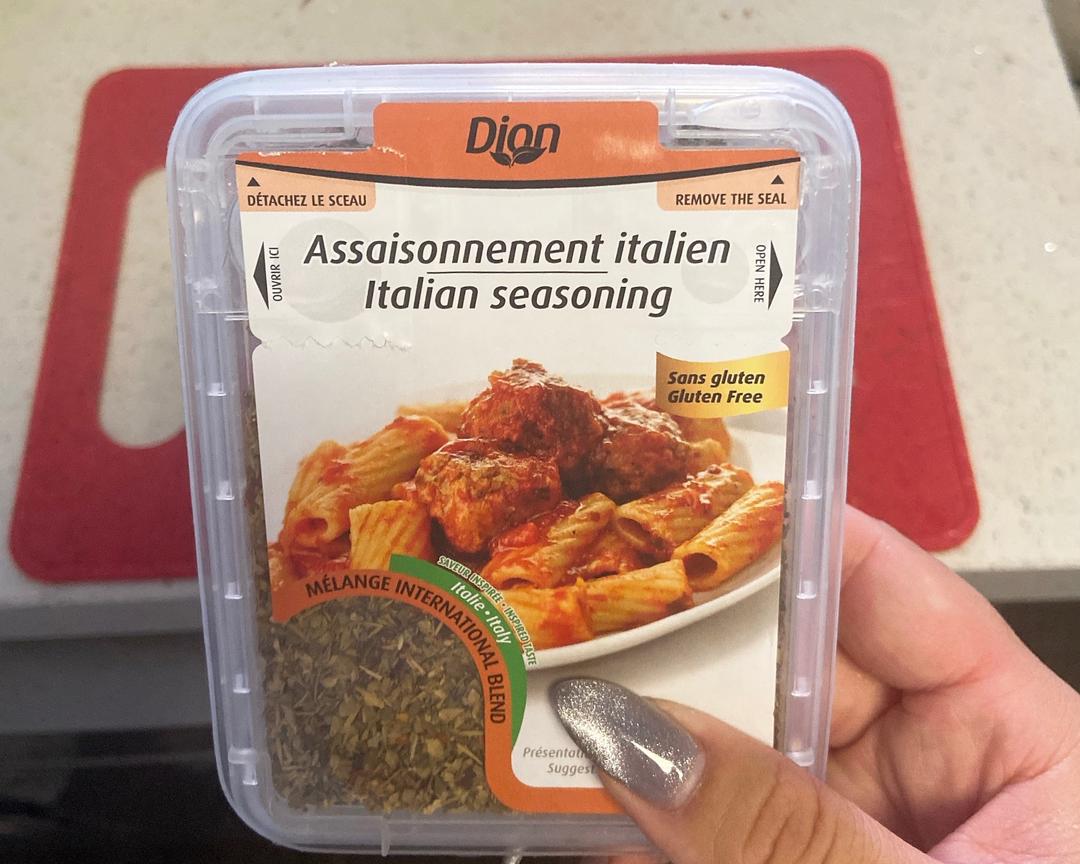 Dion
DÉTACHEZ LE SCEAU
REMOVE THE SEAL
OUVRIR ICI
Assaisonnement italien
Italian seasoning
OPEN HERE
Sans gluten
Gluten Free
SAVEUR INSPIRÉE • INSPIRED TASTE
Italie • Italy
MÉLANGE INTERNATIONAL BLEND